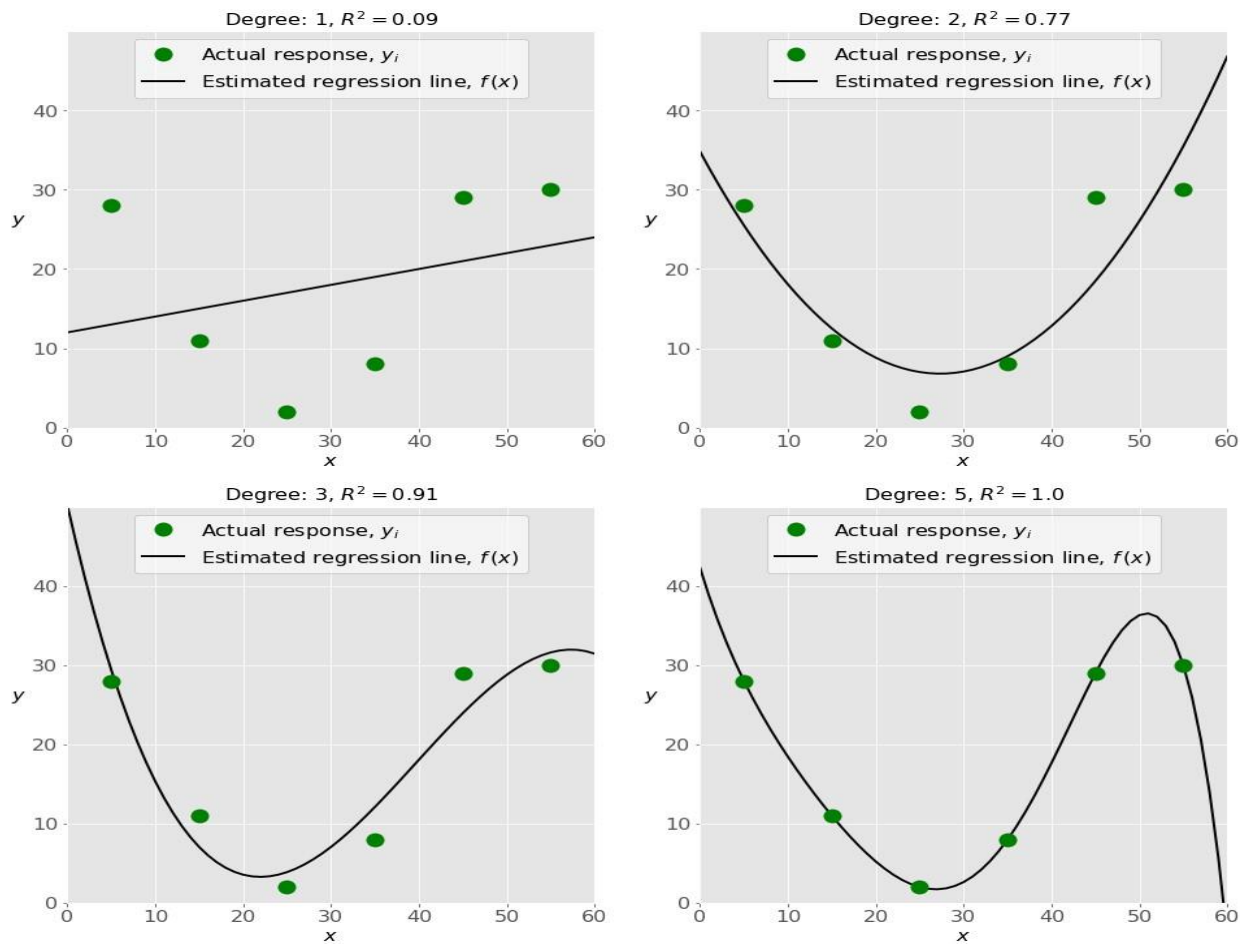 Degree: 1, R² = 0.09
Actual response, yᵢ
Estimated regression line, f(x)
40
30
y
20
10
0
0 10 20 30 40 50 60
x
Degree: 2, R² = 0.77
Actual response, yᵢ
Estimated regression line, f(x)
40
30
y
20
10
0
0 10 20 30 40 50 60
x
Degree: 3, R² = 0.91
Actual response, yᵢ
Estimated regression line, f(x)
40
30
y
20
10
0
0 10 20 30 40 50 60
x
Degree: 5, R² = 1.0
Actual response, yᵢ
Estimated regression line, f(x)
40
30
y
20
10
0
0 10 20 30 40 50 60
x